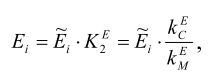 $E_i = \widetilde{E}_i \cdot K_2^E = \widetilde{E}_i \cdot \frac{k_C^E}{k_M^E},$